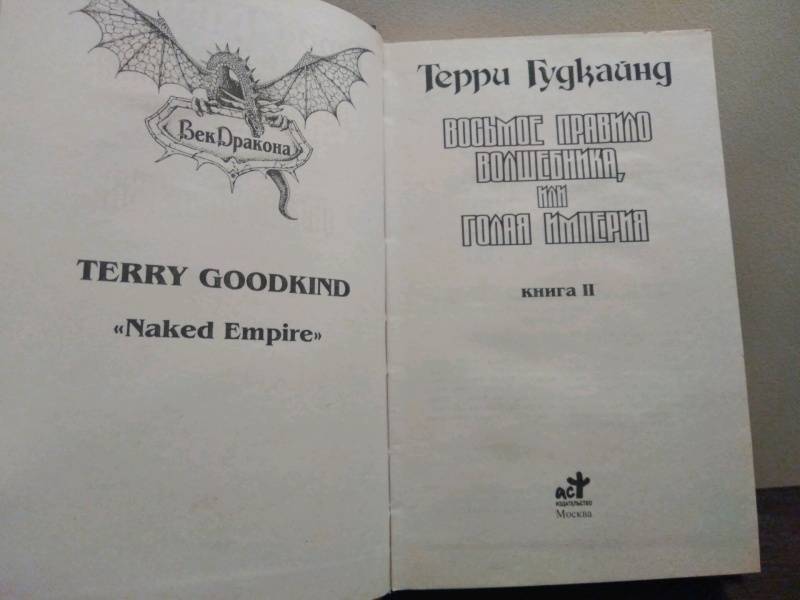 Век Дракона
TERRY GOODKIND
«Naked Empire»
Терри Гудкайнд
ВОСЬМОЕ ПРАВИЛО
ВОЛШЕБНИКА,
ИЛИ
ГОЛАЯ ИМПЕРИЯ
КНИГА II
аст
ИЗДАТЕЛЬСТВО
Москва